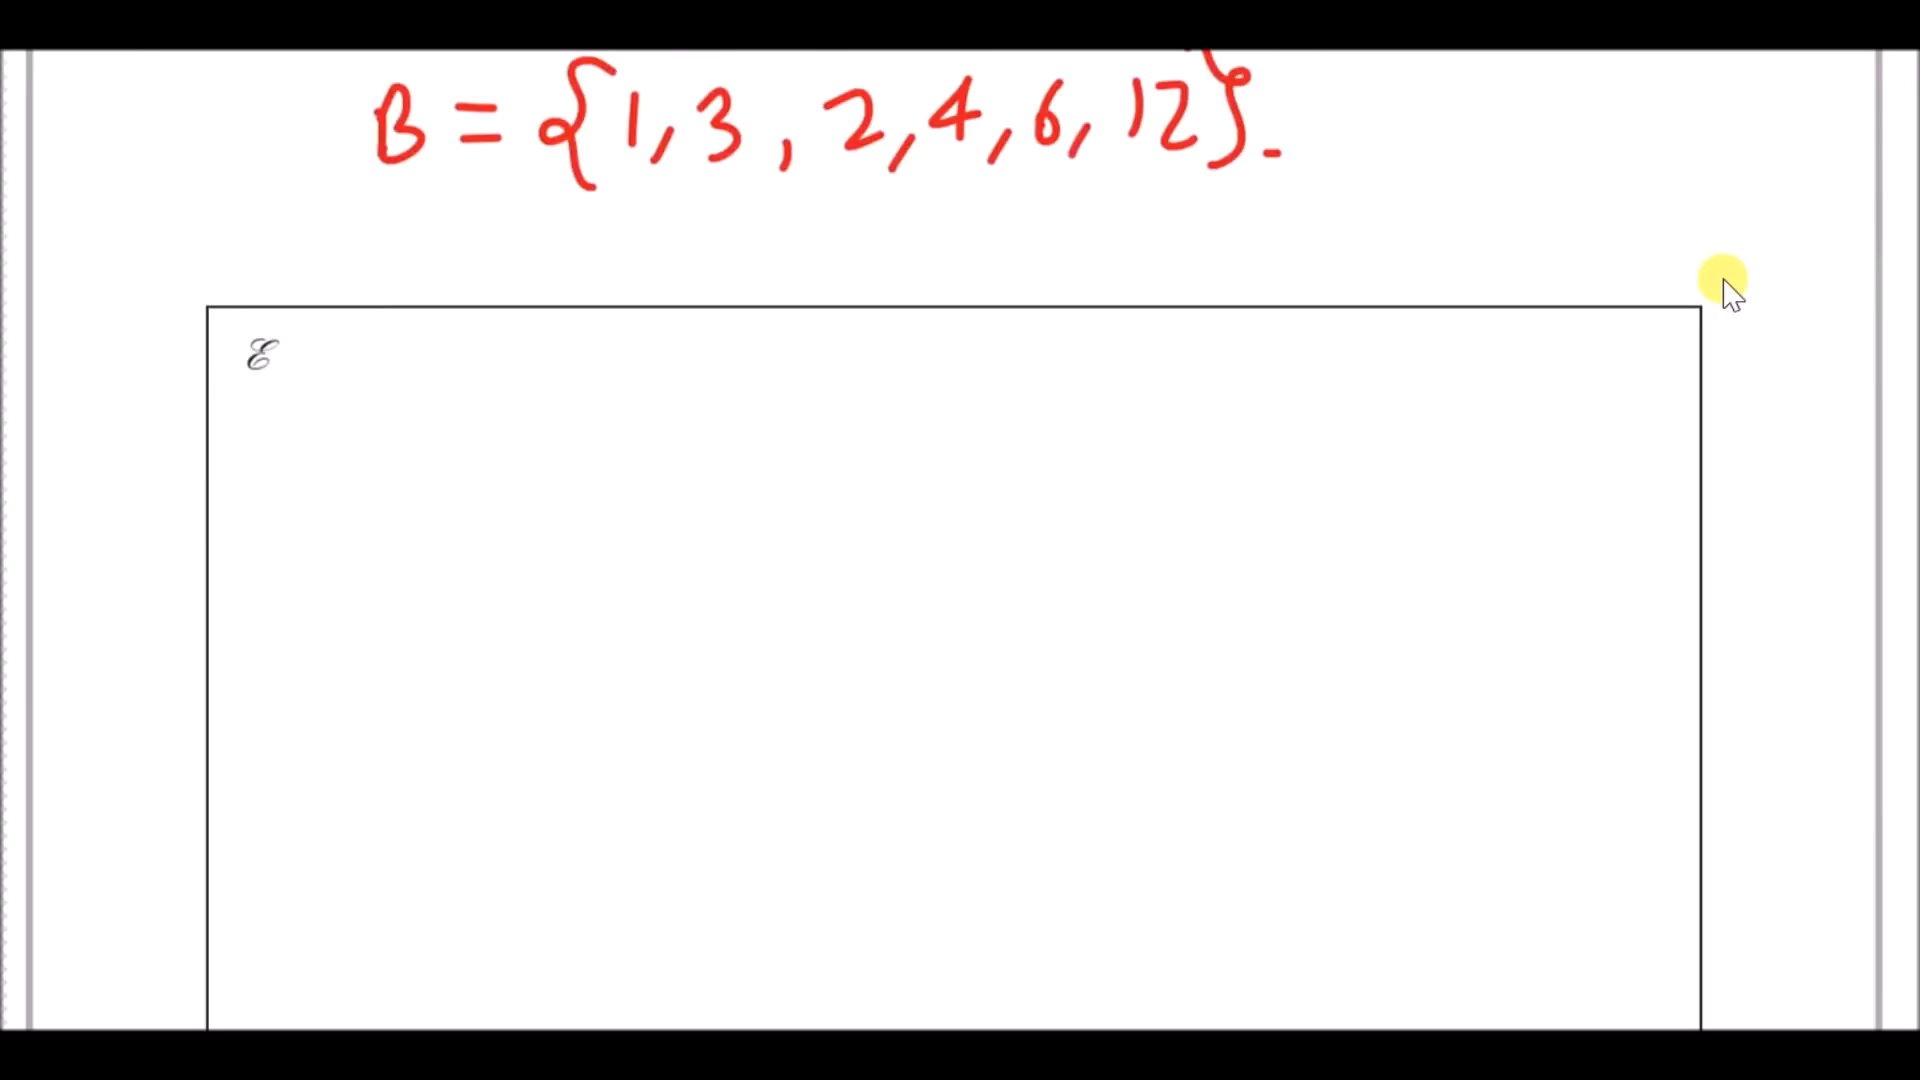 B = {1, 3, 2, 4, 6, 12}.
ℰ